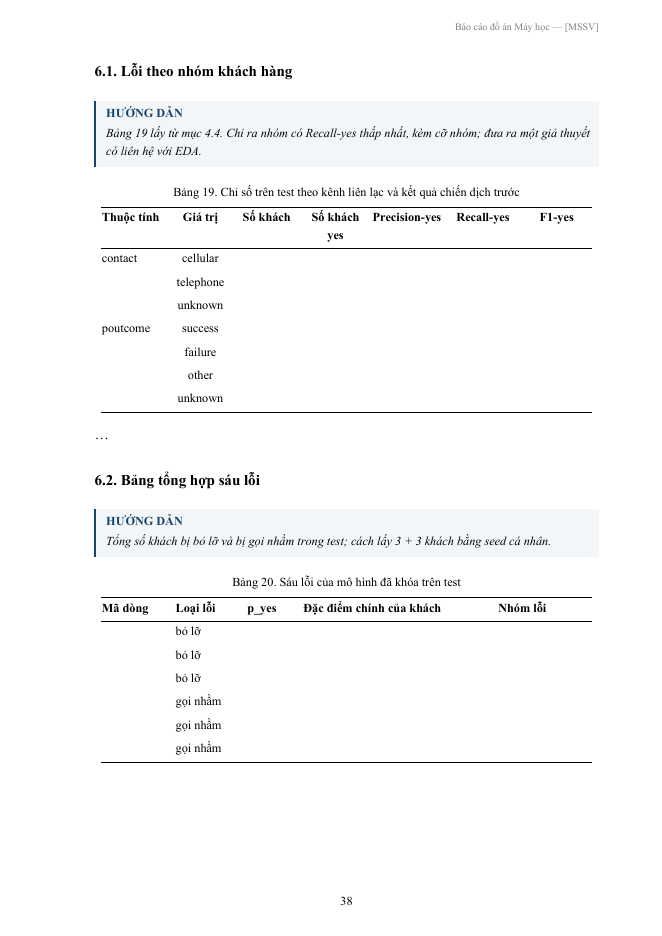 Báo cáo đồ án Máy học — [MSSV]
6.1. Lỗi theo nhóm khách hàng
HƯỚNG DẪN
Bảng 19 lấy từ mục 4.4. Chỉ ra nhóm có Recall-yes thấp nhất, kèm cỡ nhóm; đưa ra một giả thuyết
có liên hệ với EDA.
Bảng 19. Chỉ số trên test theo kênh liên lạc và kết quả chiến dịch trước
Thuộc tính Giá trị Số khách Số khách Precision-yes Recall-yes F1-yes
yes
contact cellular
telephone
unknown
poutcome success
failure
other
unknown
…
6.2. Bảng tổng hợp sáu lỗi
HƯỚNG DẪN
Tổng số khách bị bỏ lỡ và bị gọi nhầm trong test; cách lấy 3 + 3 khách bằng seed cá nhân.
Bảng 20. Sáu lỗi của mô hình đã khóa trên test
Mã dòng Loại lỗi p_yes Đặc điểm chính của khách Nhóm lỗi
bỏ lỡ
bỏ lỡ
bỏ lỡ
gọi nhầm
gọi nhầm
gọi nhầm
38